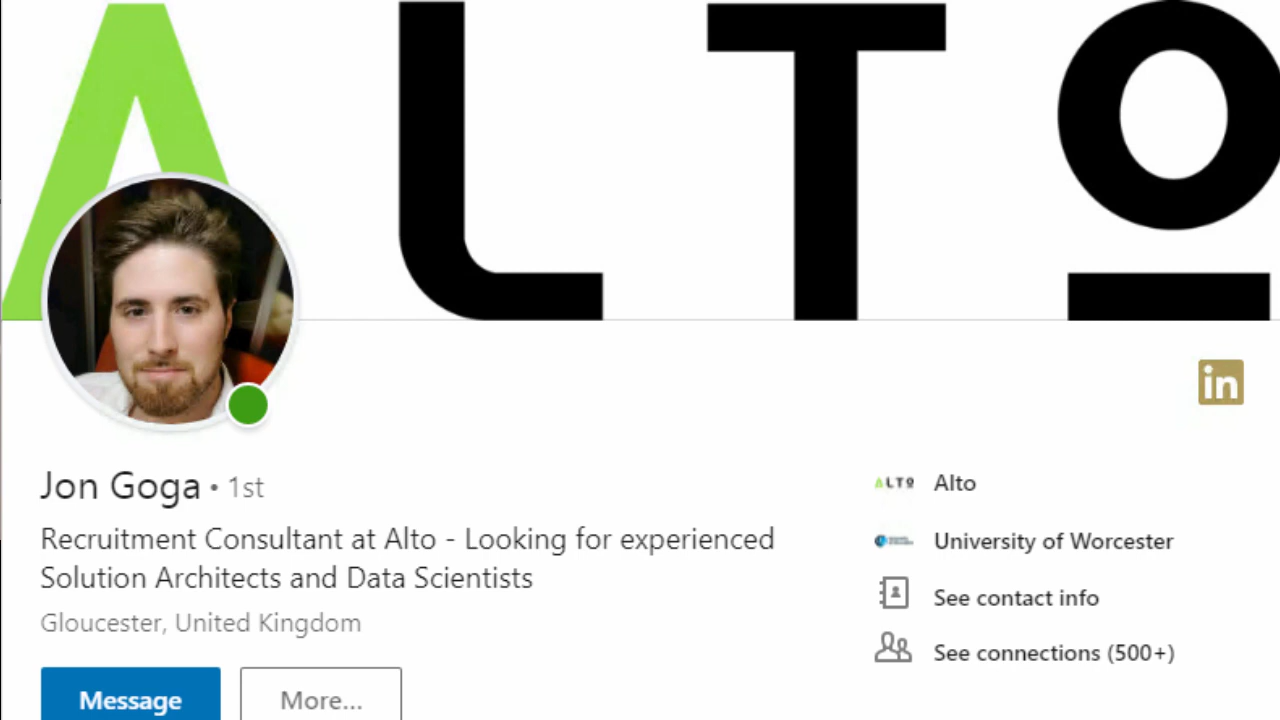 ALTO
in
Jon Goga • 1st
Recruitment Consultant at Alto - Looking for experienced
Solution Architects and Data Scientists
Gloucester, United Kingdom
Message
More...
ALTO Alto
University of Worcester
See contact info
See connections (500+)